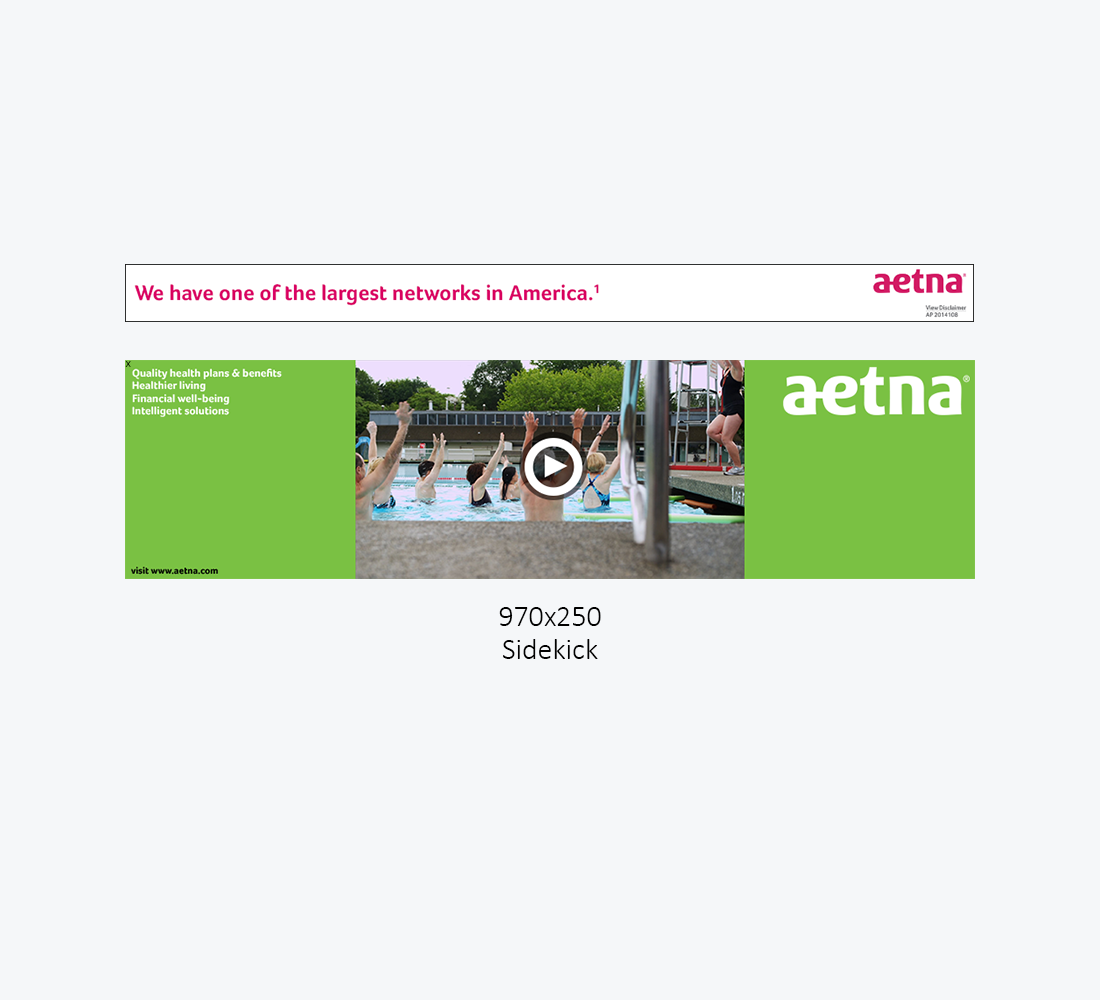 We have one of the largest networks in America.¹
aetna®
View Disclaimer
AP 2014108
X
Quality health plans & benefits
Healthier living
Financial well-being
Intelligent solutions
aetna®
visit www.aetna.com
970x250
Sidekick